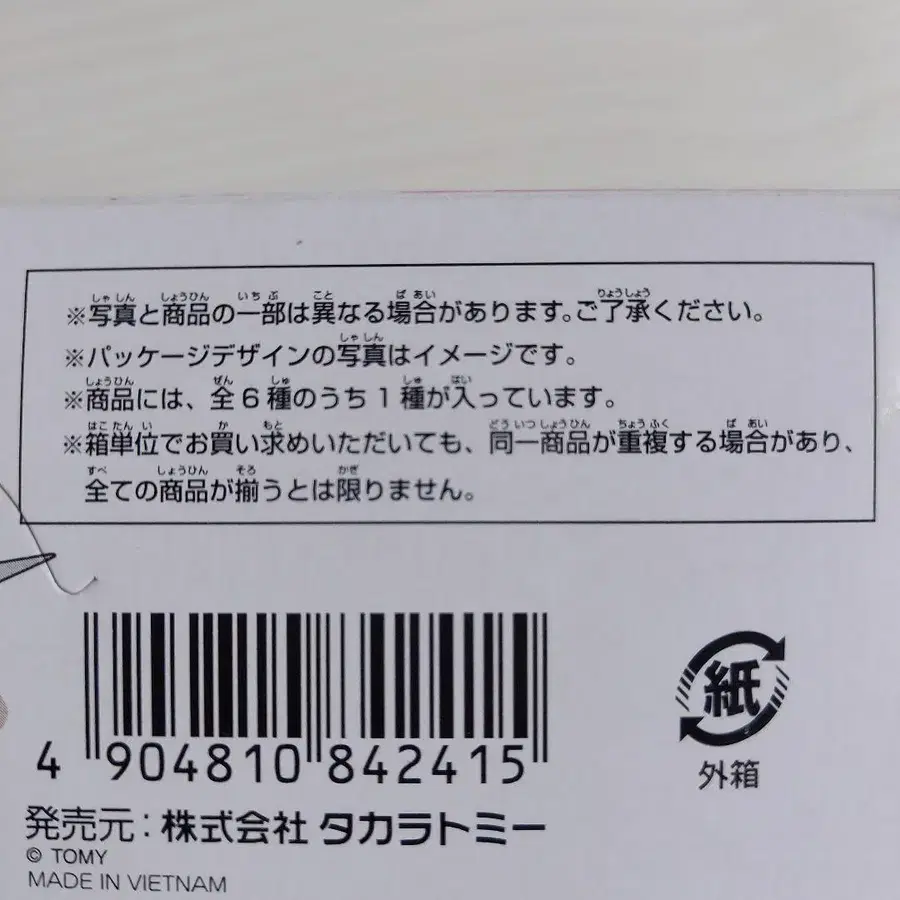 ※写真と商品の一部は異なる場合があります。ご了承ください。
※パッケージデザインの写真はイメージです。
※商品には、全6種のうち1種が入っています。
※箱単位でお買い求めいただいても、同一商品が重複する場合があり、
全ての商品が揃うとは限りません。
4 904810 842415
紙
外箱
発売元:株式会社 タカラトミー
© TOMY
MADE IN VIETNAM